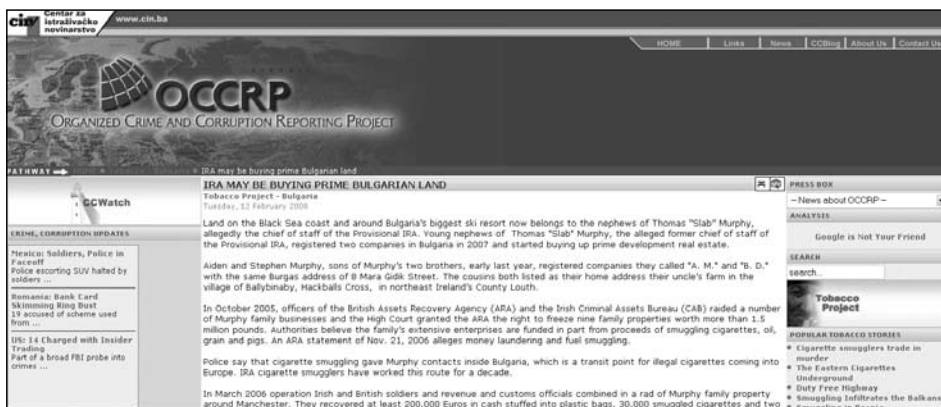 cin Centar za
istraživačko
novinarstvo
www.cin.ba
HOME Links News CCBlog About Us Contact Us
OCCRP
ORGANIZED CRIME AND CORRUPTION REPORTING PROJECT
PATHWAY
IRA may be buying prime Bulgarian land
CCWatch
CRIME, CORRUPTION UPDATES
Mexico: Soldiers, Police in
Faceoff
Police escorting SUV halted by
soldiers ...
Romania: Bank Card
Skimming Ring Bust
19 accused of scheme used
from ...
US: 14 Charged with Insider
Trading
Part of a broad FBI probe into
crimes ...
IRA MAY BE BUYING PRIME BULGARIAN LAND
Tobacco Project - Bulgaria
Tuesday, 12 February 2008
Land on the Black Sea coast and around Bulgaria's biggest ski resort now belongs to the nephews of Thomas "Slab" Murphy,
allegedly the chief of staff of the Provisional IRA. Young nephews of Thomas "Slab" Murphy, the alleged former chief of staff of
the Provisional IRA, registered two companies in Bulgaria in 2007 and started buying up prime development real estate.
Aiden and Stephen Murphy, sons of Murphy's two brothers, early last year, registered companies they called "A. M." and "B. D."
with the same Burgas address of 8 Mara Gidik Street. The cousins both listed as their home address their uncle's farm in the
village of Ballybinaby, Hackballs Cross, in northeast Ireland's County Louth.
In October 2005, officers of the British Assets Recovery Agency (ARA) and the Irish Criminal Assets Bureau (CAB) raded a number
of Murphy family businesses and the High Court granted the ARA the right to freeze nine family properties worth more than 1.5
million pounds. Authorities believe the family's extensive enterprises are funded in part from proceeds of smuggling cigarettes, oil,
grain and pigs. An ARA statement of Nov. 21, 2006 alleges money laundering and fuel smuggling.
Police say that cigarette smuggling gave Murphy contacts inside Bulgaria, which is a transit point for illegal cigarettes coming into
Europe. IRA cigarette smugglers have worked this route for a decade.
In March 2006 operation Irish and British soldiers and revenue and customs officials combined in a rad of Murphy family property
around Manchester. They recovered at least 200,000 Euros in cash stuffed into plastic bags, 30,000 smuggled cigarettes and two
PRESS BOX
-- News about OCCRP --
ANALYSIS
Google is Not Your Friend
SEARCH
search...
Tobacco
Project
POPULAR TOBACCO STORIES
Cigarette smugglers trade in
murder
The Eastern Cigarettes
Underground
Duty Free Highway
Smuggling Infiltrates the Balkans